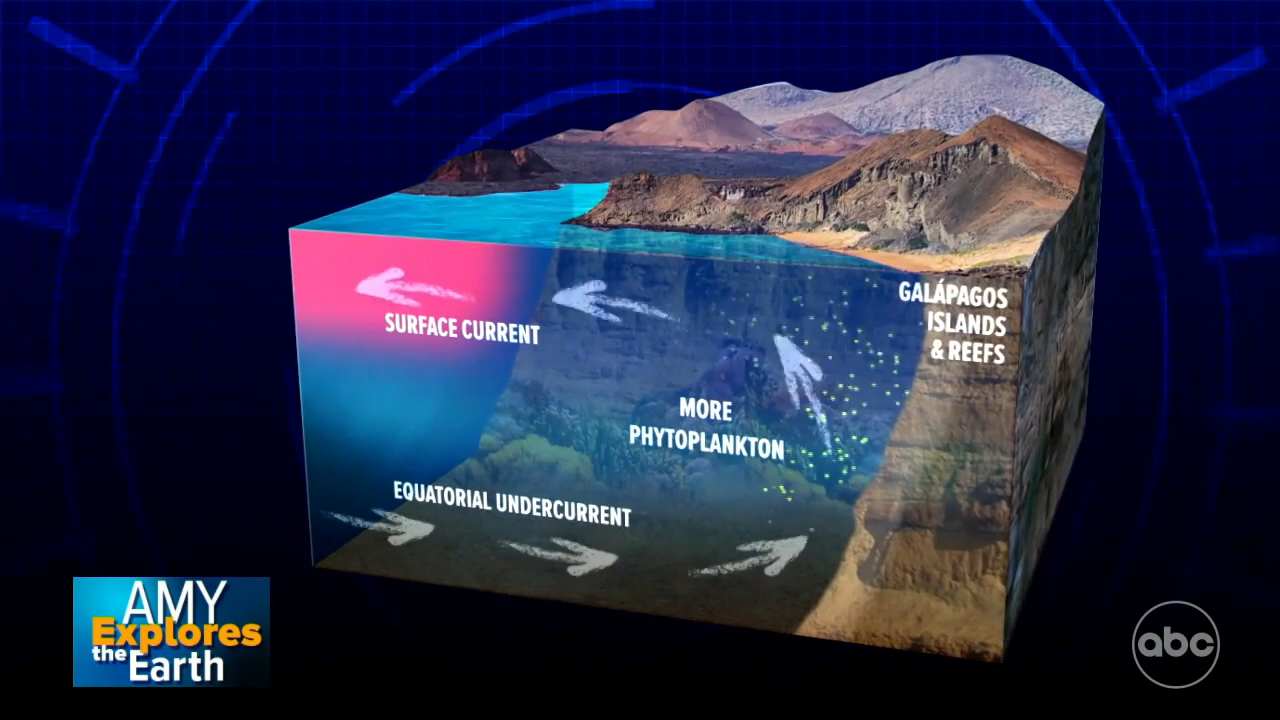 GALÁPAGOS
ISLANDS
& REEFS
SURFACE CURRENT
MORE
PHYTOPLANKTON
EQUATORIAL UNDERCURRENT
AMY
Explores
the Earth
abc